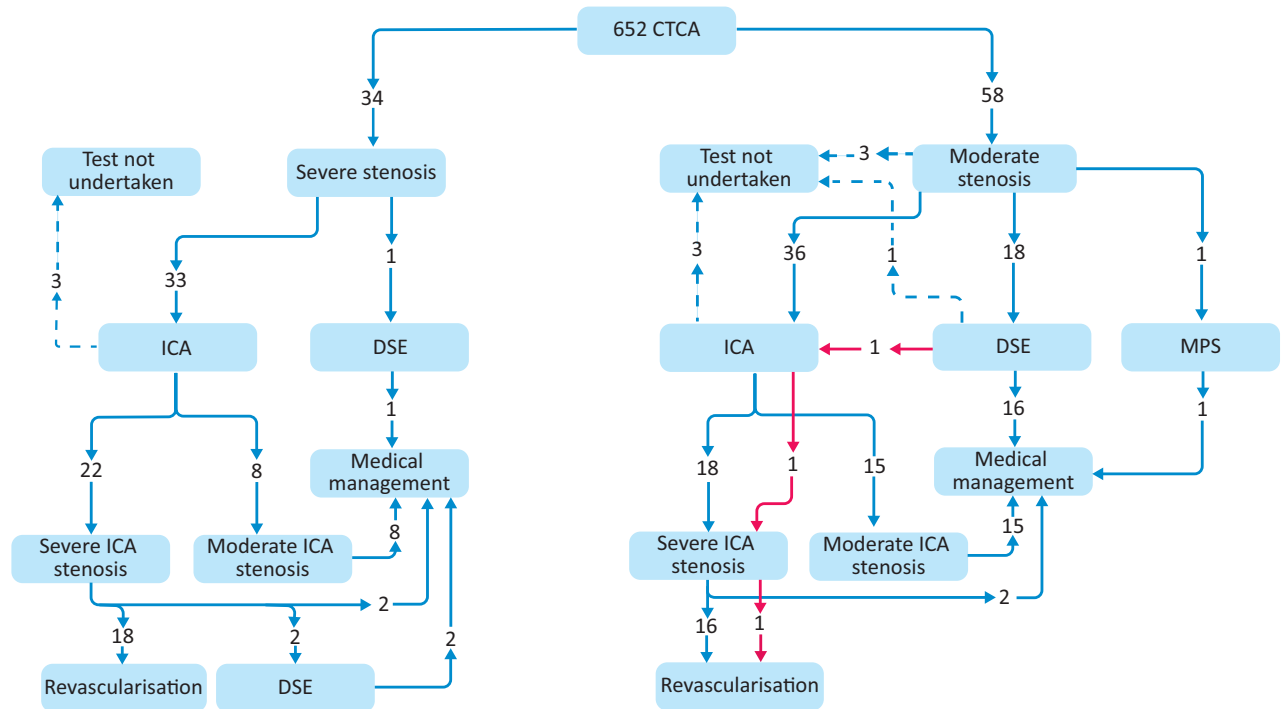 652 CTCA
34
58
Test not
undertaken
Severe stenosis
Test not
undertaken
3
Moderate
stenosis
33
1
3
3
36
1
18
1
ICA
DSE
ICA
1
DSE
MPS
1
16
1
22
8
Medical
management
18
1
15
Medical
management
8
15
Severe ICA
stenosis
Moderate ICA
stenosis
Severe ICA
stenosis
Moderate ICA
stenosis
2
2
18
2
2
16
1
Revascularisation
DSE
Revascularisation